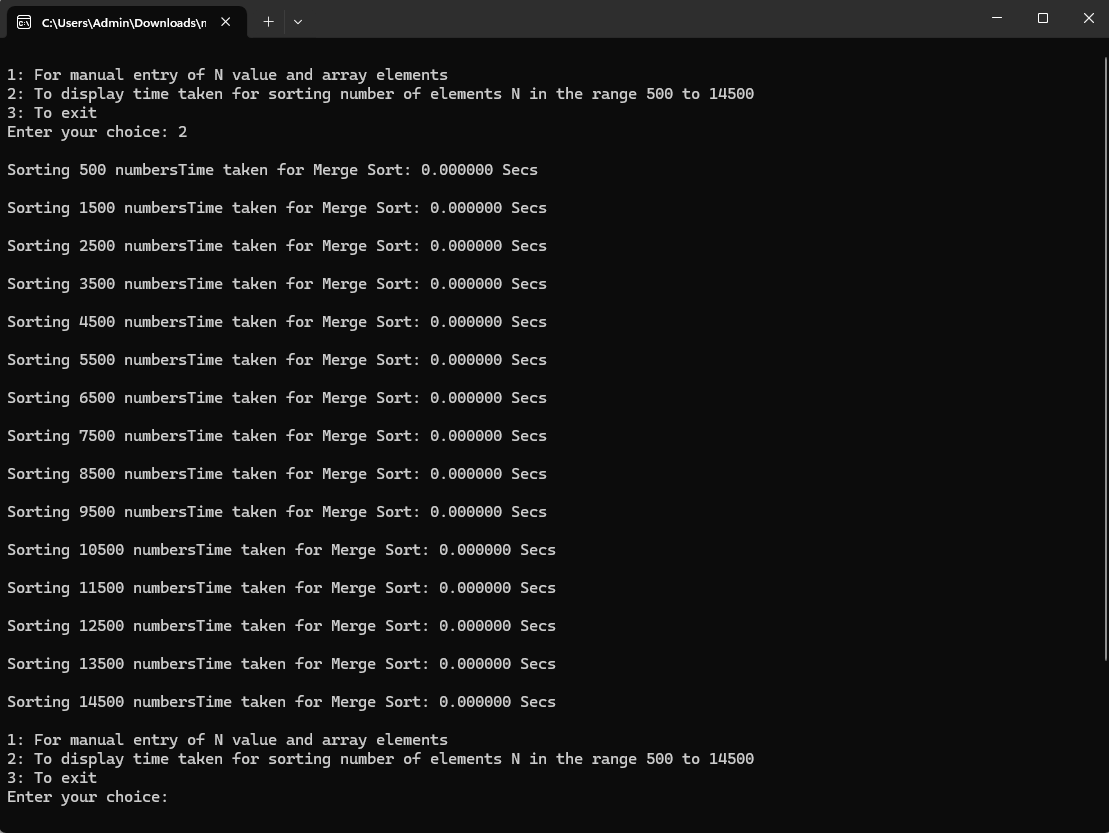 C:\Users\Admin\Downloads\n
1: For manual entry of N value and array elements
2: To display time taken for sorting number of elements N in the range 500 to 14500
3: To exit
Enter your choice: 2
Sorting 500 numbersTime taken for Merge Sort: 0.000000 Secs
Sorting 1500 numbersTime taken for Merge Sort: 0.000000 Secs
Sorting 2500 numbersTime taken for Merge Sort: 0.000000 Secs
Sorting 3500 numbersTime taken for Merge Sort: 0.000000 Secs
Sorting 4500 numbersTime taken for Merge Sort: 0.000000 Secs
Sorting 5500 numbersTime taken for Merge Sort: 0.000000 Secs
Sorting 6500 numbersTime taken for Merge Sort: 0.000000 Secs
Sorting 7500 numbersTime taken for Merge Sort: 0.000000 Secs
Sorting 8500 numbersTime taken for Merge Sort: 0.000000 Secs
Sorting 9500 numbersTime taken for Merge Sort: 0.000000 Secs
Sorting 10500 numbersTime taken for Merge Sort: 0.000000 Secs
Sorting 11500 numbersTime taken for Merge Sort: 0.000000 Secs
Sorting 12500 numbersTime taken for Merge Sort: 0.000000 Secs
Sorting 13500 numbersTime taken for Merge Sort: 0.000000 Secs
Sorting 14500 numbersTime taken for Merge Sort: 0.000000 Secs
1: For manual entry of N value and array elements
2: To display time taken for sorting number of elements N in the range 500 to 14500
3: To exit
Enter your choice: